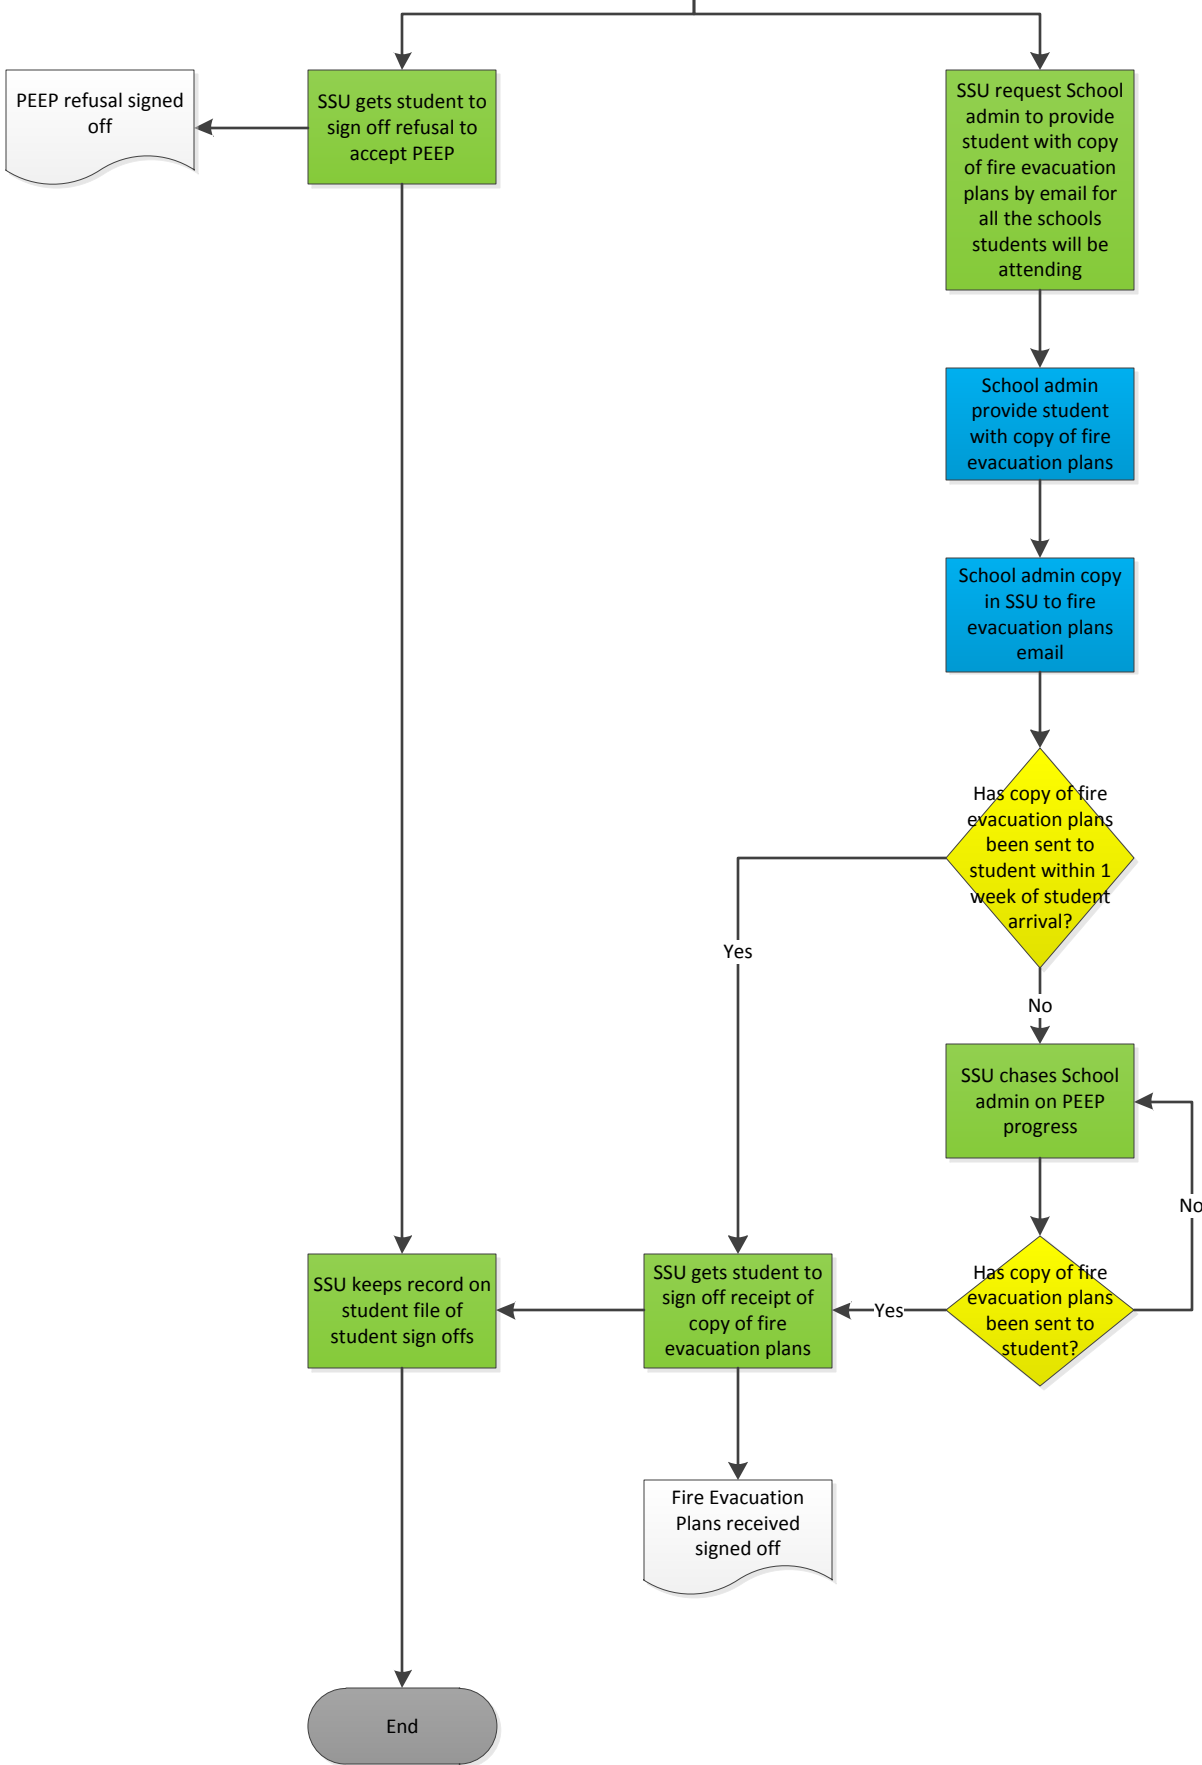 PEEP refusal signed
off
SSU gets student to
sign off refusal to
accept PEEP
SSU request School
admin to provide
student with copy
of fire evacuation
plans by email for
all the schools
students will be
attending
School admin
provide student
with copy of fire
evacuation plans
School admin copy
in SSU to fire
evacuation plans
email
Has copy of fire
evacuation plans
been sent to
student within 1
week of student
arrival?
Yes
No
SSU chases School
admin on PEEP
progress
No
SSU keeps record on
student file of
student sign offs
SSU gets student to
sign off receipt of
copy of fire
evacuation plans
Yes
Has copy of fire
evacuation plans
been sent to
student?
Fire Evacuation
Plans received
signed off
End